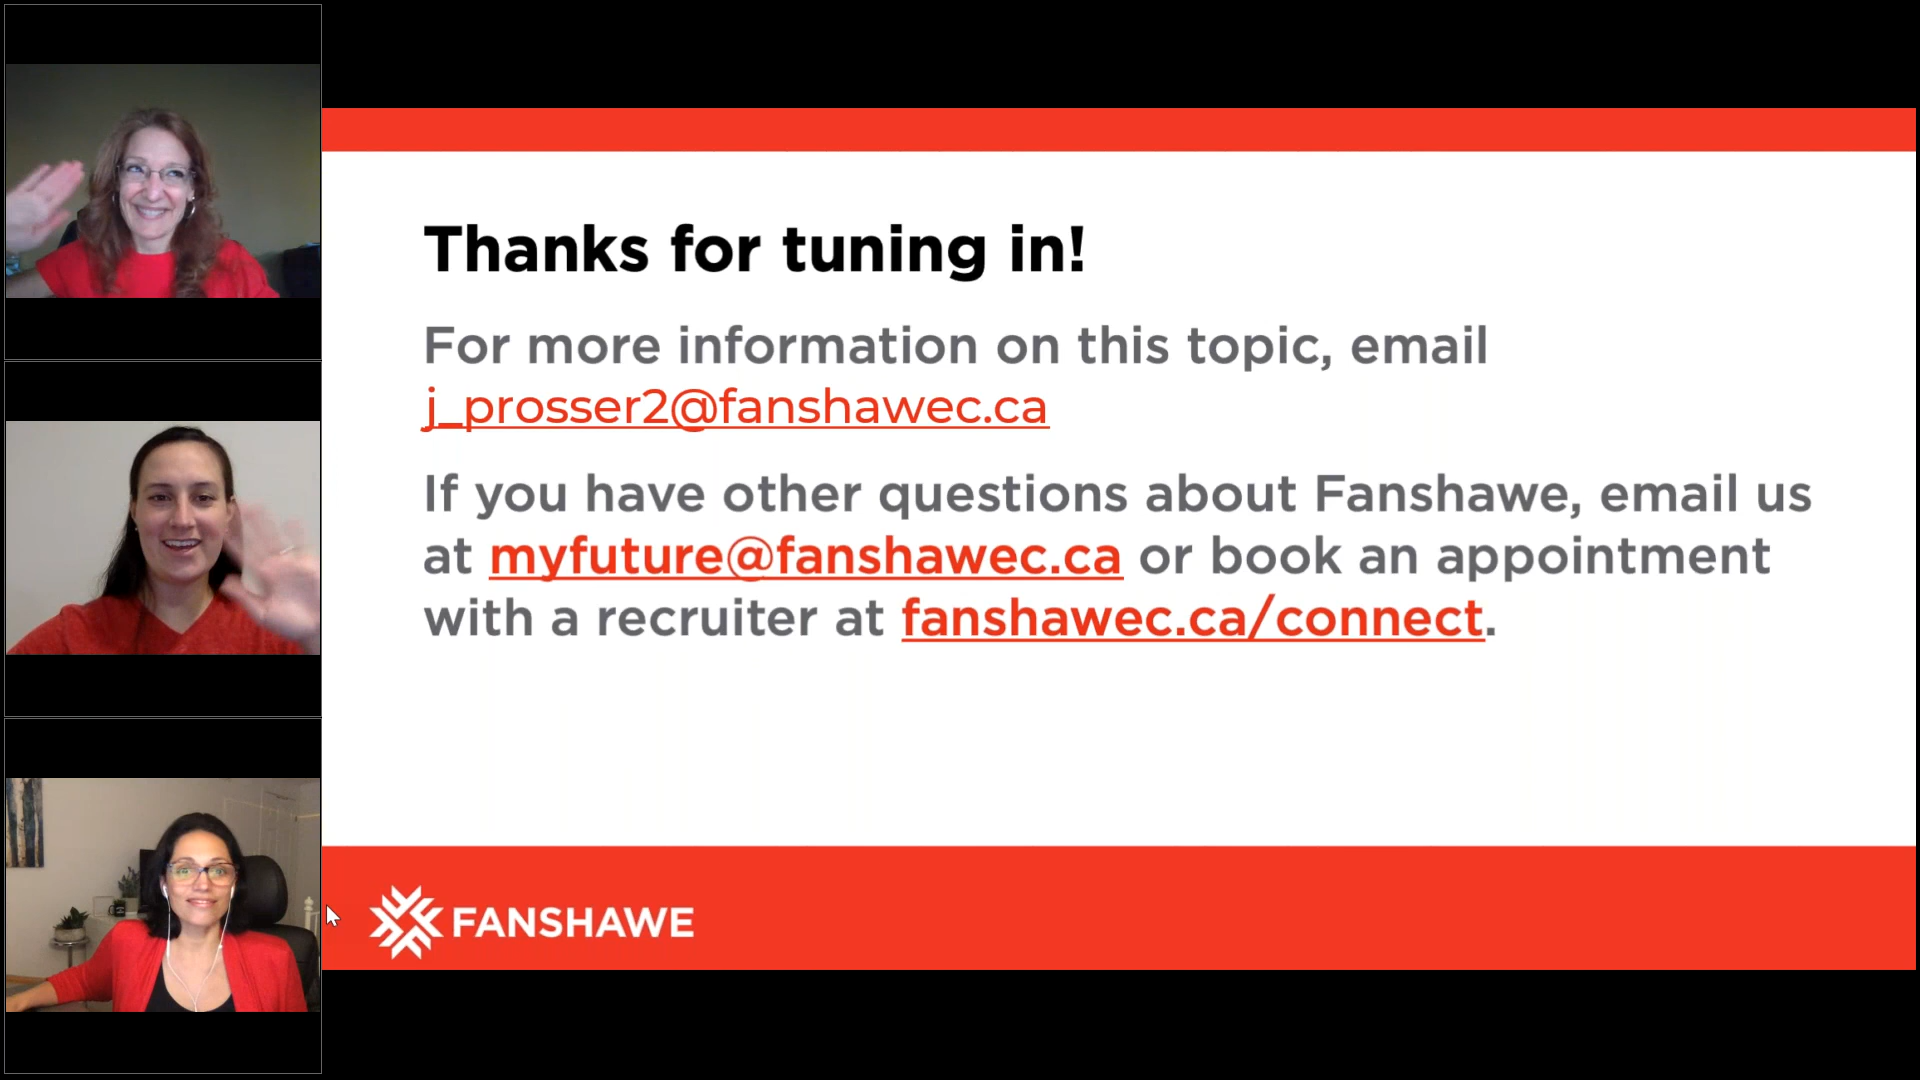 Thanks for tuning in!
For more information on this topic, email
j_prosser2@fanshawec.ca
If you have other questions about Fanshawe, email us
at myfuture@fanshawec.ca or book an appointment
with a recruiter at fanshawec.ca/connect.
FANSHAWE